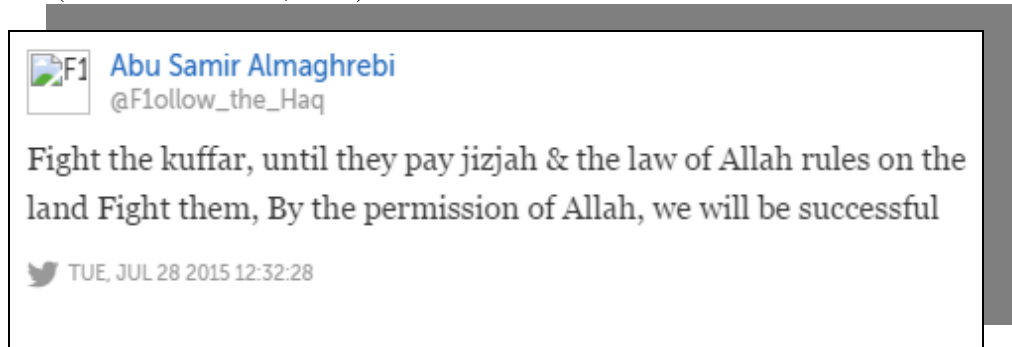 F1 Abu Samir Almaghrebi
@F1ollow_the_Haq
Fight the kuffar, until they pay jizjah & the law of Allah rules on the
land Fight them, By the permission of Allah, we will be successful
TUE, JUL 28 2015 12:32:28